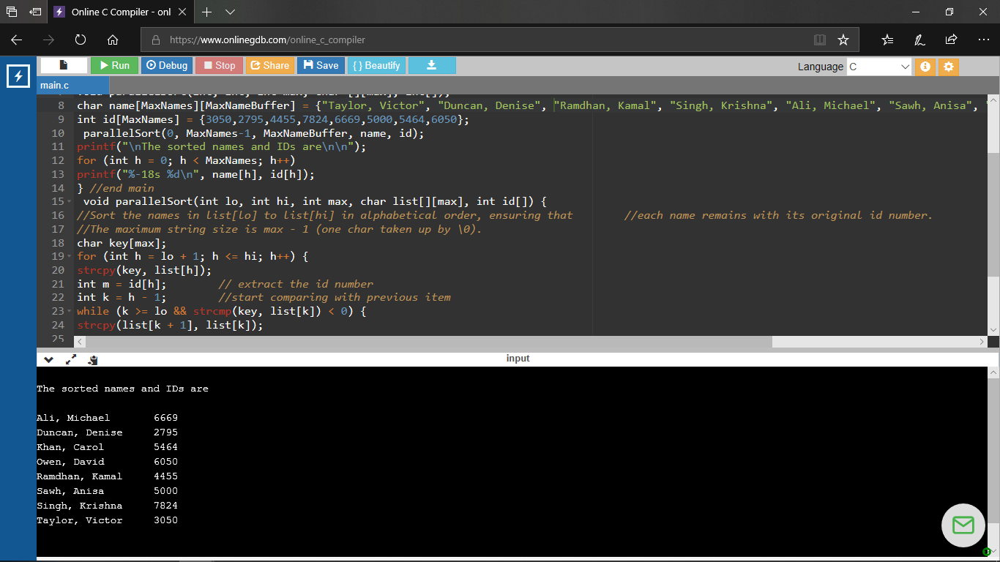 Online C Compiler - onl
https://www.onlinegdb.com/online_c_compiler
Run Debug Stop Share Save { } Beautify Language C
main.c
8 char name[MaxNames][MaxNameBuffer] = {"Taylor, Victor", "Duncan, Denise", "Ramdhan, Kamal", "Singh, Krishna", "Ali, Michael", "Sawh, Anisa",
9 int id[MaxNames] = {3050,2795,4455,7824,6669,5000,5464,6050};
10 parallelSort(0, MaxNames-1, MaxNameBuffer, name, id);
11 printf("\nThe sorted names and IDs are\n\n");
12 for (int h = 0; h < MaxNames; h++)
13 printf("%-18s %d\n", name[h], id[h]);
14 } //end main
15 void parallelSort(int lo, int hi, int max, char list[][max], int id[]) {
16 //Sort the names in list[lo] to list[hi] in alphabetical order, ensuring that //each name remains with its original id number.
17 //The maximum string size is max - 1 (one char taken up by \0).
18 char key[max];
19 for (int h = lo + 1; h <= hi; h++) {
20 strcpy(key, list[h]);
21 int m = id[h]; // extract the id number
22 int k = h - 1; //start comparing with previous item
23 while (k >= lo && strcmp(key, list[k]) < 0) {
24 strcpy(list[k + 1], list[k]);
25
input
The sorted names and IDs are
Ali, Michael 6669
Duncan, Denise 2795
Khan, Carol 5464
Owen, David 6050
Ramdhan, Kamal 4455
Sawh, Anisa 5000
Singh, Krishna 7824
Taylor, Victor 3050